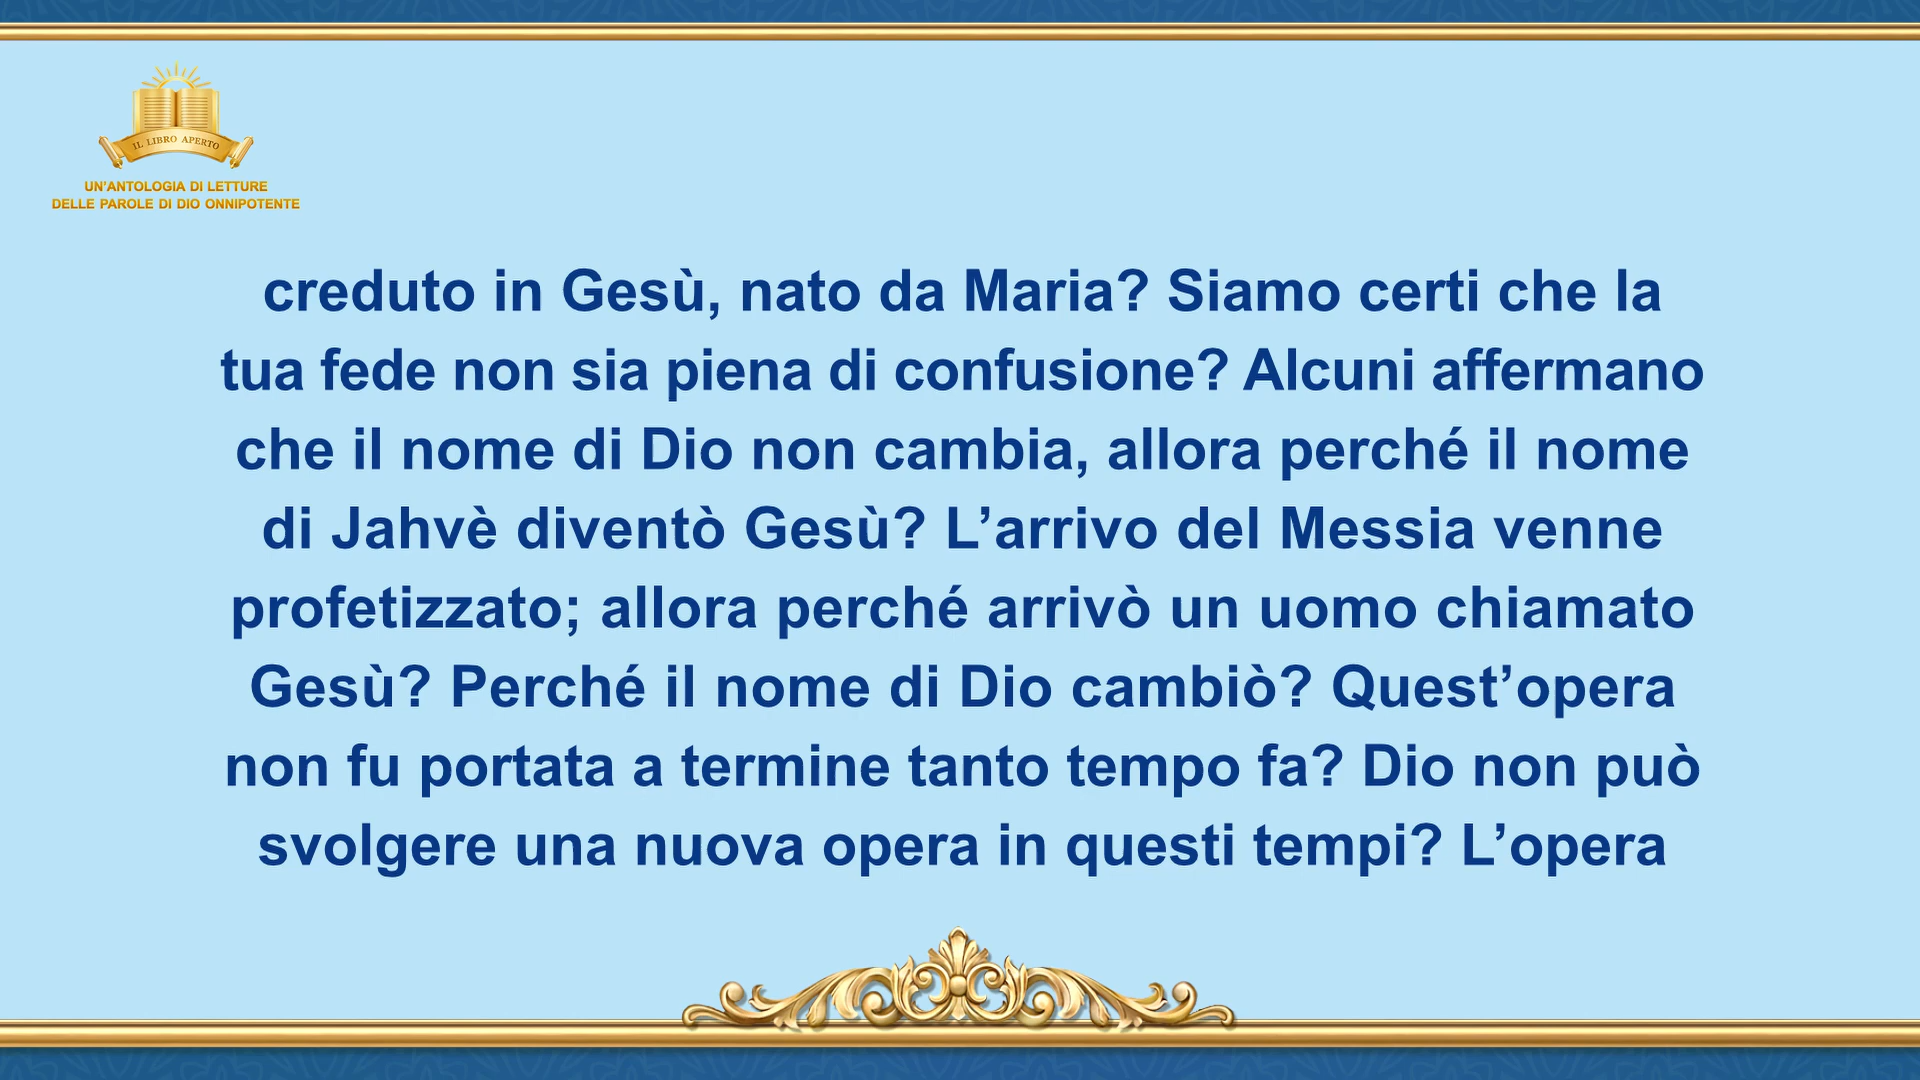 IL LIBRO APERTO
UN'ANTOLOGIA DI LETTURE
DELLE PAROLE DI DIO ONNIPOTENTE
creduto in Gesù, nato da Maria? Siamo certi che la
tua fede non sia piena di confusione? Alcuni affermano
che il nome di Dio non cambia, allora perché il nome
di Jahvè diventò Gesù? L’arrivo del Messia venne
profetizzato; allora perché arrivò un uomo chiamato
Gesù? Perché il nome di Dio cambiò? Quest’opera
non fu portata a termine tanto tempo fa? Dio non può
svolgere una nuova opera in questi tempi? L’opera